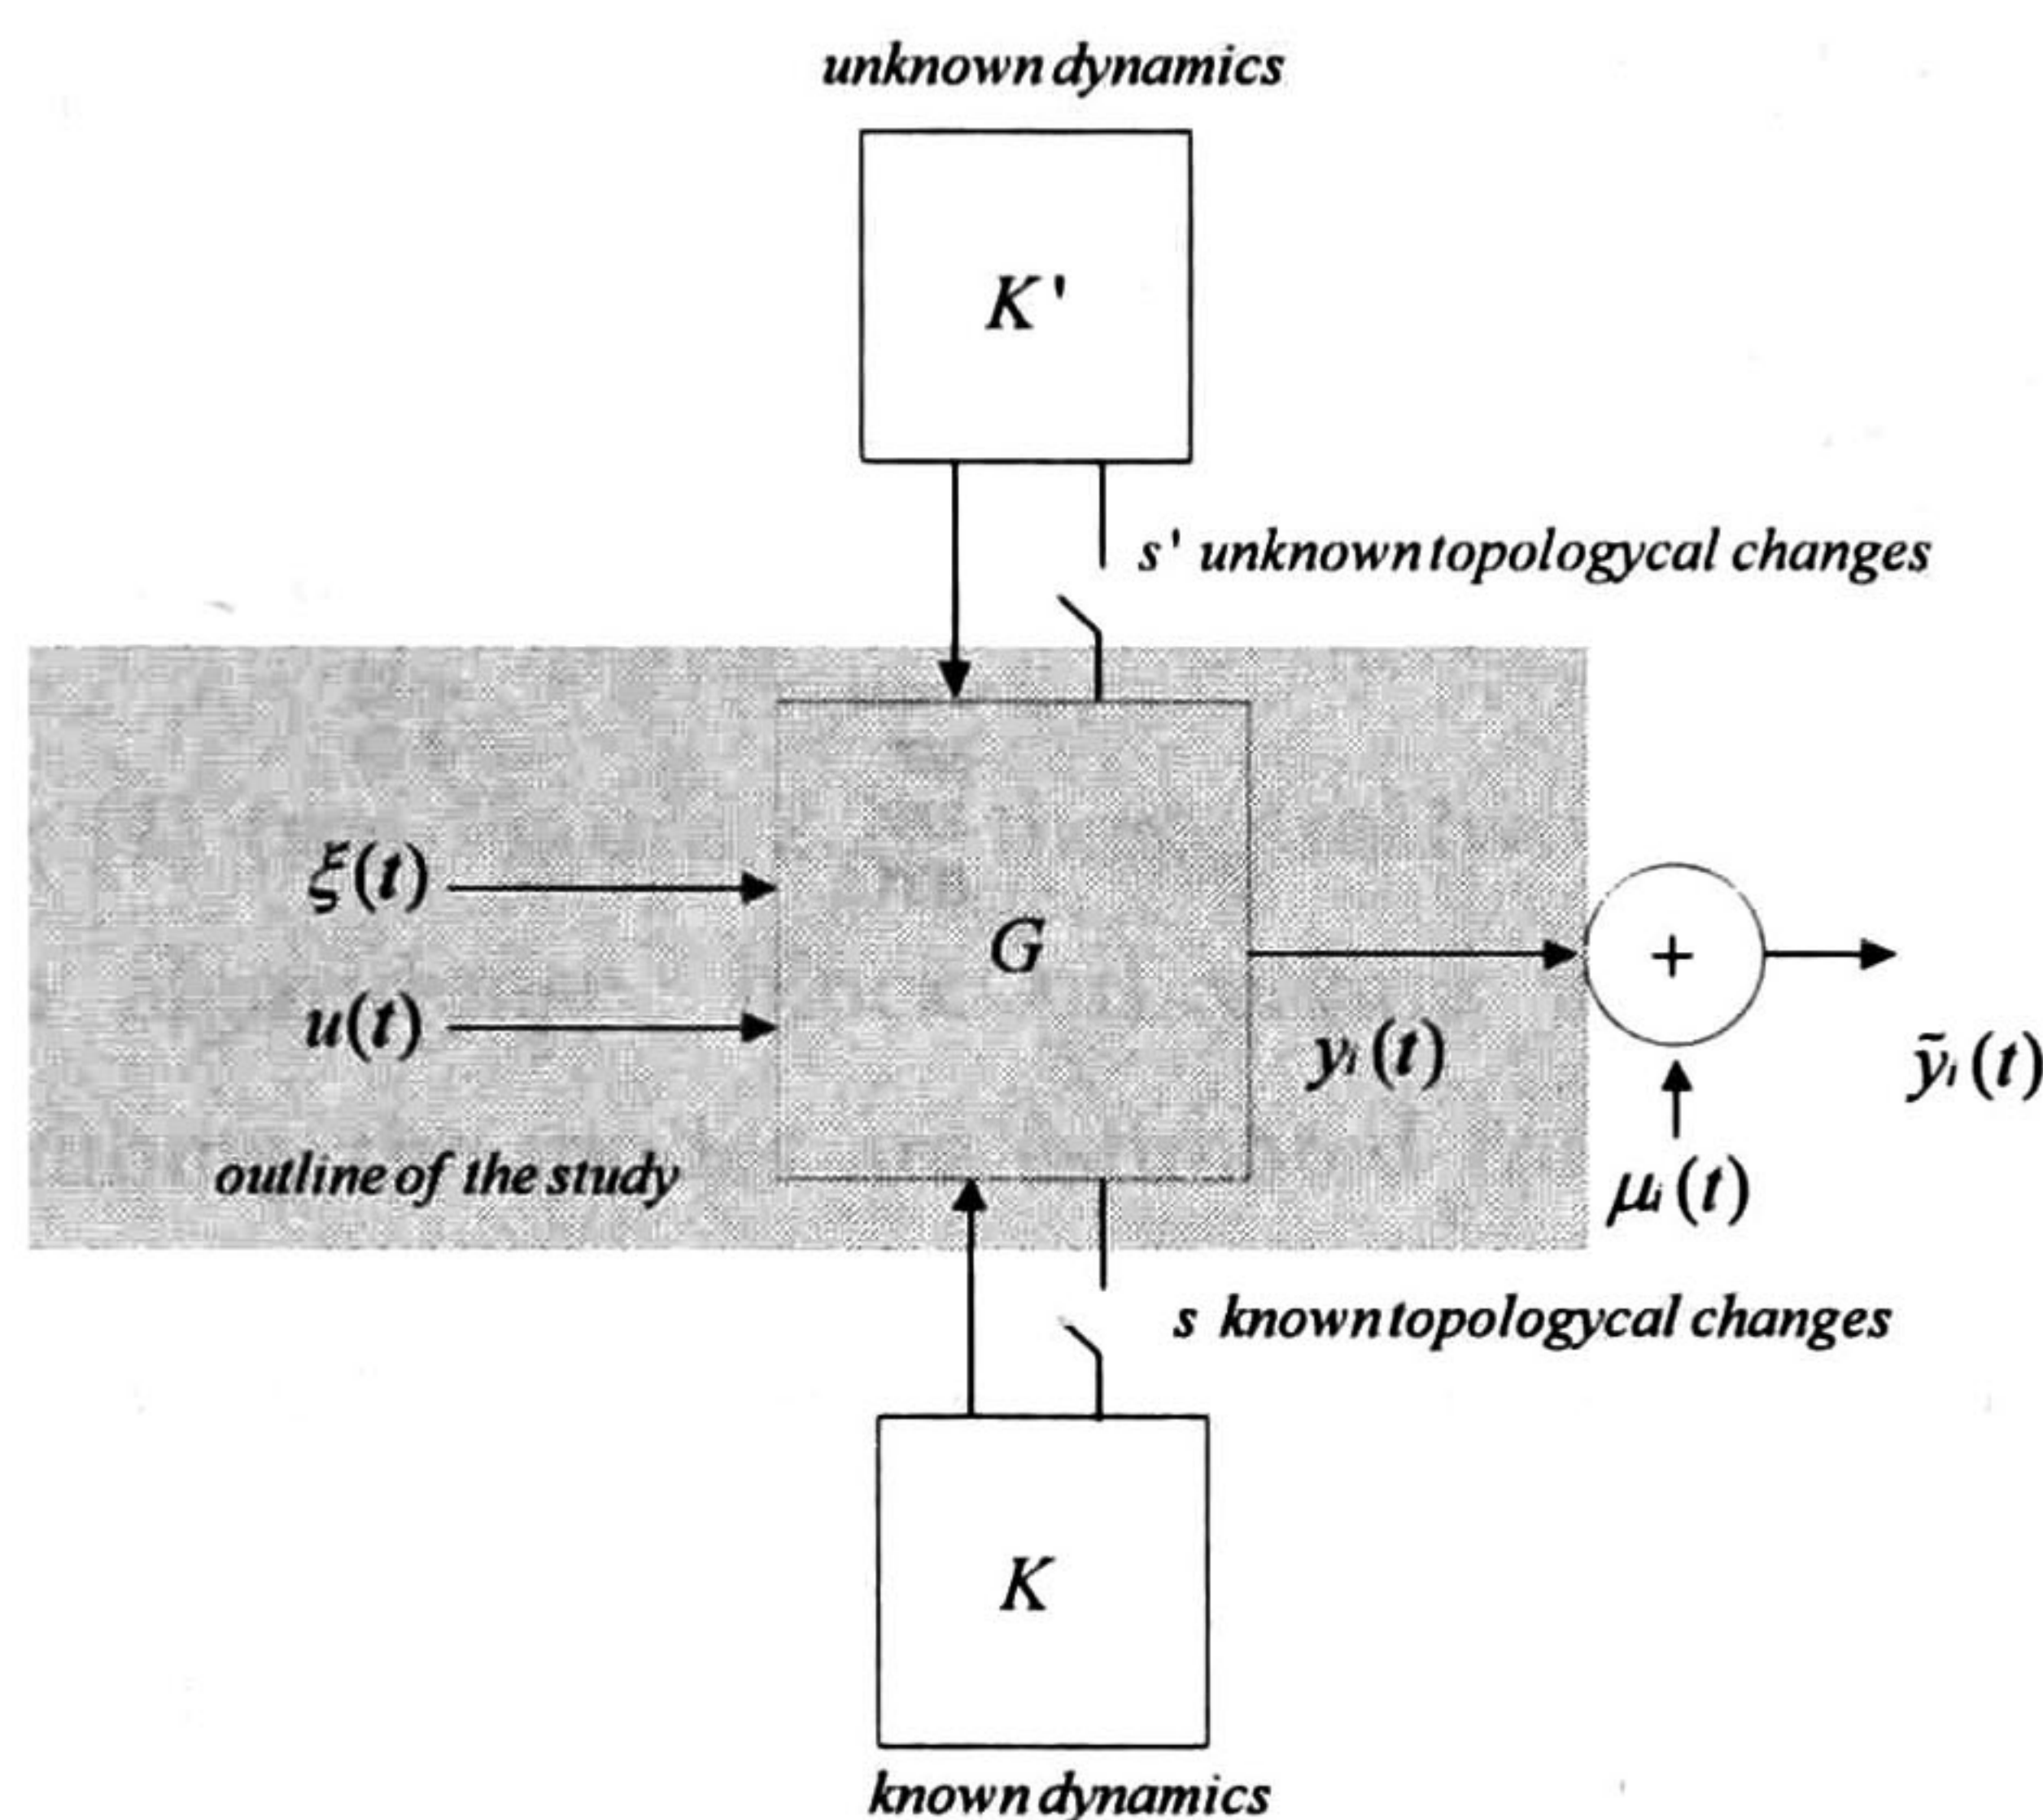 unknown dynamics
K'
s' unknown topologycal changes
ξ(t)
G
+
u(t)
yᵢ(t)
ỹᵢ(t)
outline of the study
μᵢ(t)
s known topologycal changes
K
known dynamics